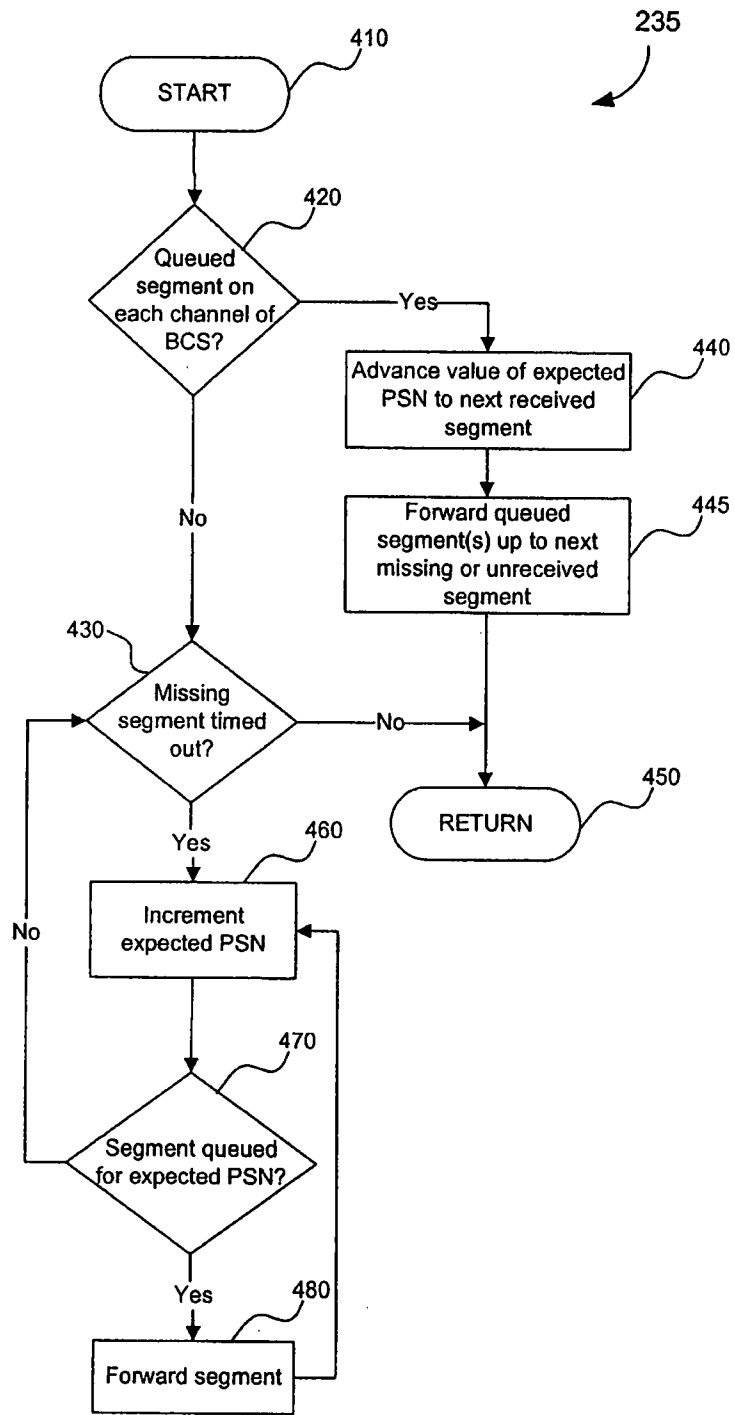 235
410
START
420
Queued
segment on
each channel of
BCS?
Yes
440
Advance value of expected
PSN to next received
segment
445
Forward queued
segment(s) up to next
missing or unreceived
segment
No
430
Missing
segment timed
out?
No
450
RETURN
Yes
460
Increment
expected PSN
No
470
Segment queued
for expected PSN?
Yes
480
Forward segment